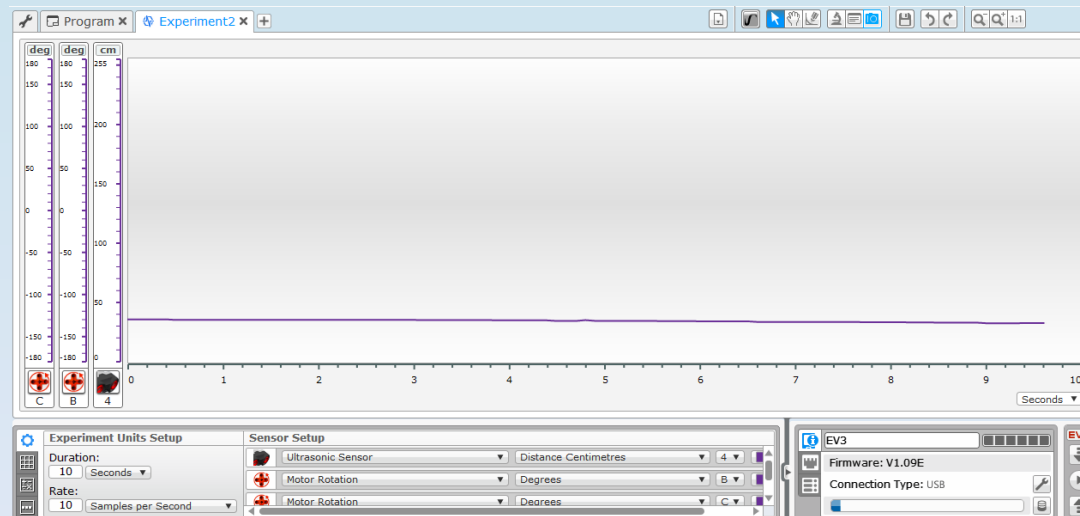 Program
Experiment2
1:1
deg deg cm
180 180 255
150 150
100 100 200
50 50 150
0 0
-50 -50 100
-100 -100 50
-150 -150
-180 -180 0
0 1 2 3 4 5 6 7 8 9 10
Seconds
C B 4
Experiment Units Setup
Duration:
10 Seconds
Rate:
10 Samples per Second
Sensor Setup
Ultrasonic Sensor Distance Centimetres 4
Motor Rotation Degrees B
Motor Rotation Degrees C
EV3
Firmware: V1.09E
Connection Type: USB
EV